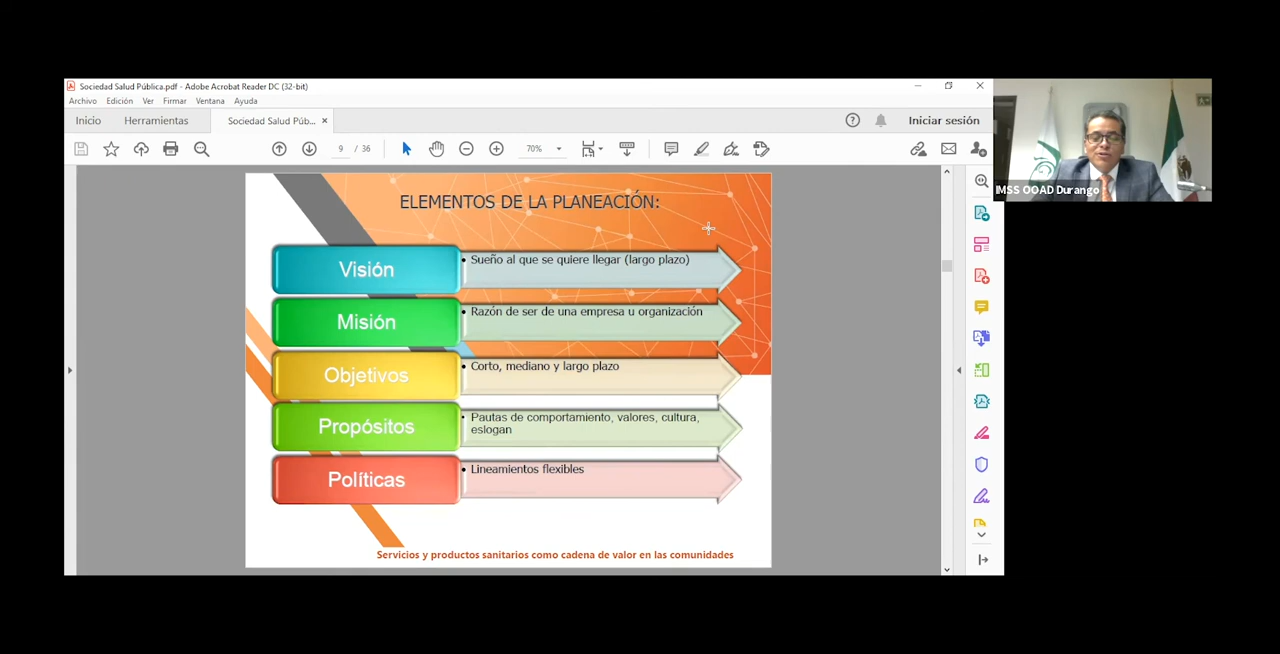 Sociedad Salud Pública.pdf - Adobe Acrobat Reader DC (32-bit)
Archivo Edición Ver Firmar Ventana Ayuda
Inicio Herramientas Sociedad Salud Púb... × Iniciar sesión
9 / 36 70%
ELEMENTOS DE LA PLANEACIÓN:
Visión
• Sueño al que se quiere llegar (largo plazo)
Misión
• Razón de ser de una empresa u organización
Objetivos
• Corto, mediano y largo plazo
Propósitos
• Pautas de comportamiento, valores, cultura,
eslogan
Políticas
• Lineamientos flexibles
Servicios y productos sanitarios como cadena de valor en las comunidades
IMSS OOAD Durango